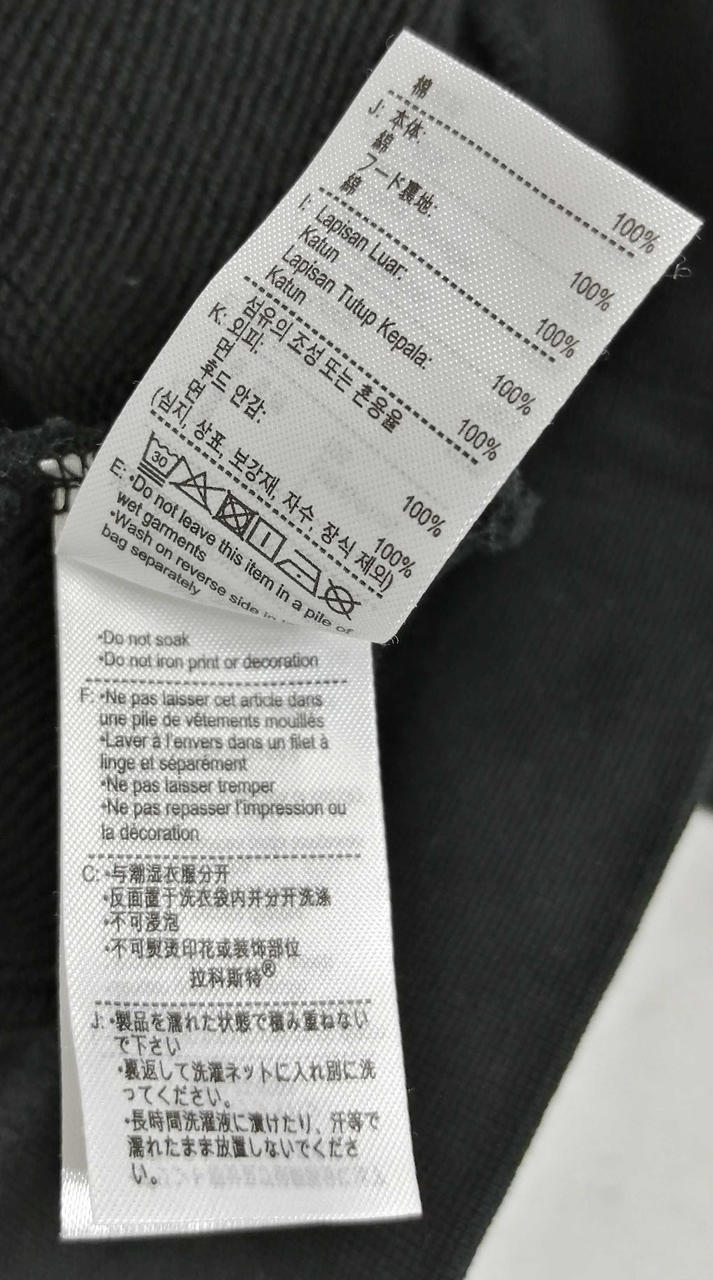 綿
100%
J: 本体:
綿 100%
フード裏地:
綿 100%
I: Lapisan Luar:
Katun 100%
Lapisan Tutup Kepala:
Katun 100%
섬유의 조성 또는 혼용율
K: 외피:
면 100%
후드 안감:
면 100%
(심지, 상표, 보강재, 자수, 장식 제외)
30
E: •Do not leave this item in a pile of
wet garments
•Wash on reverse side in
bag separately
•Do not soak
•Do not iron print or decoration
F: •Ne pas laisser cet article dans
une pile de vêtements mouillés
•Laver à l'envers dans un filet à
linge et séparément
•Ne pas laisser tremper
•Ne pas repasser l'impression ou
la décoration
C: •与潮湿衣服分开
•反面置于洗衣袋内并分开洗涤
•不可浸泡
•不可熨烫印花或装饰部位
拉科斯特®
J: •製品を濡れた状態で積み重ねない
で下さい
•裏返して洗濯ネットに入れ別に洗
ってください。
•長時間洗濯液に漬けたり、汗等で
濡れたまま放置しないでくださ
い。